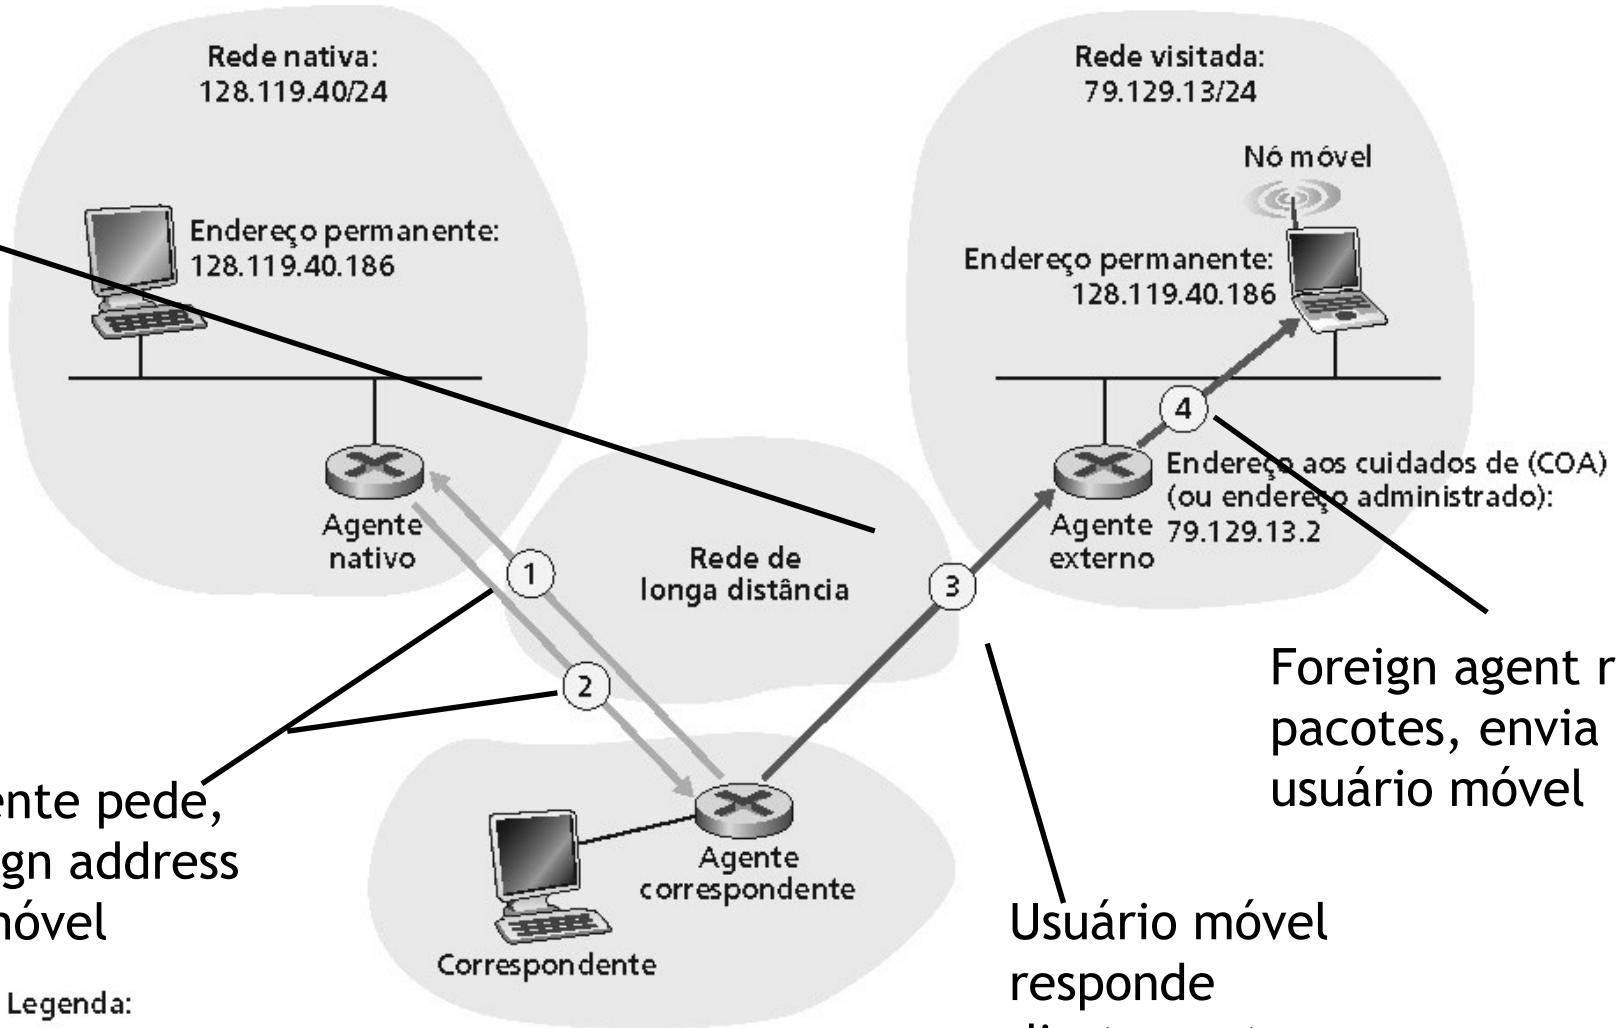 Rede nativa:
128.119.40/24
Rede visitada:
79.129.13/24
Nó móvel
Endereço permanente:
128.119.40.186
Endereço permanente:
128.119.40.186
4
Endereço aos cuidados de (COA)
(ou endereço administrado):
79.129.13.2
Agente
nativo
Agente
externo
1
Rede de
longa distância
3
2
Foreign agent r
pacotes, envia
usuário móvel
ente pede,
gn address
móvel
Agente
correspondente
Correspondente
Usuário móvel
responde
Legenda: